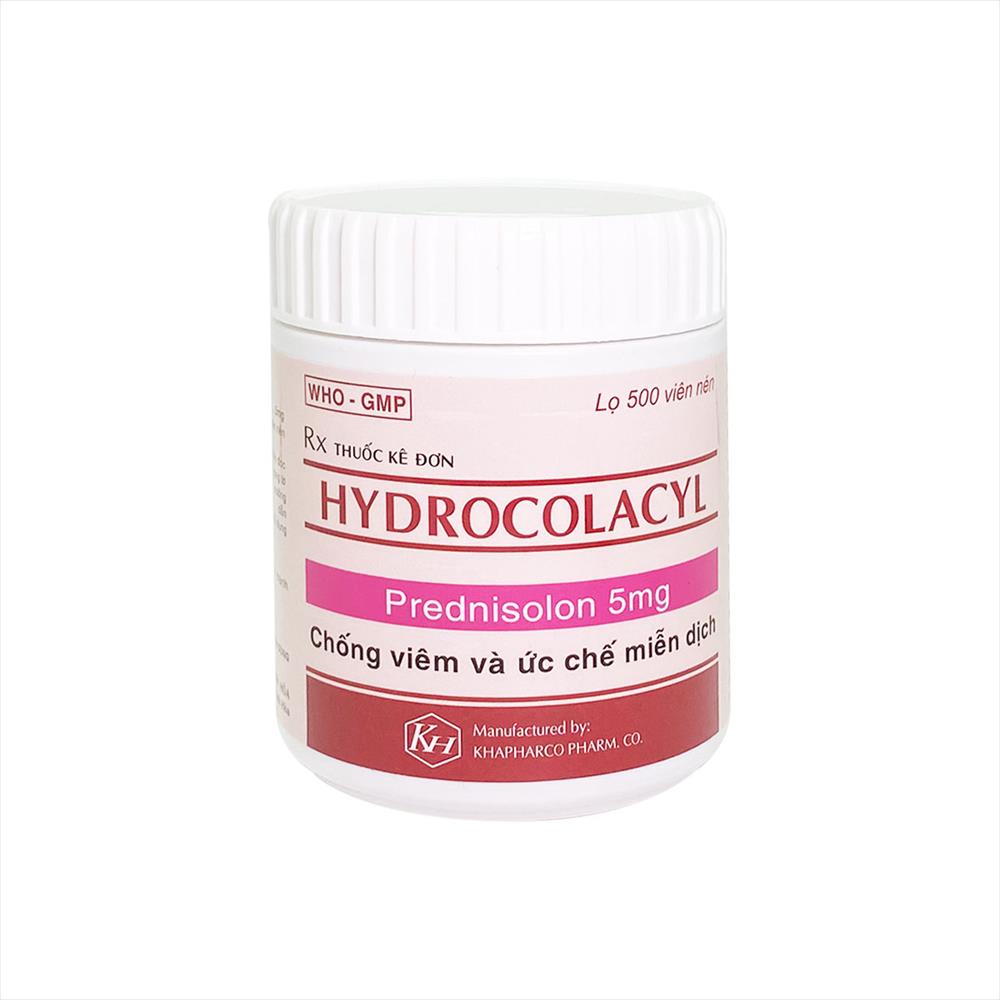 WHO - GMP
Lọ 500 viên nén
Rx THUỐC KÊ ĐƠN
HYDROCOLACYL
Prednisolon 5mg
Chống viêm và ức chế miễn dịch
KH
Manufactured by:
KHAPHARCO PHARM. CO.